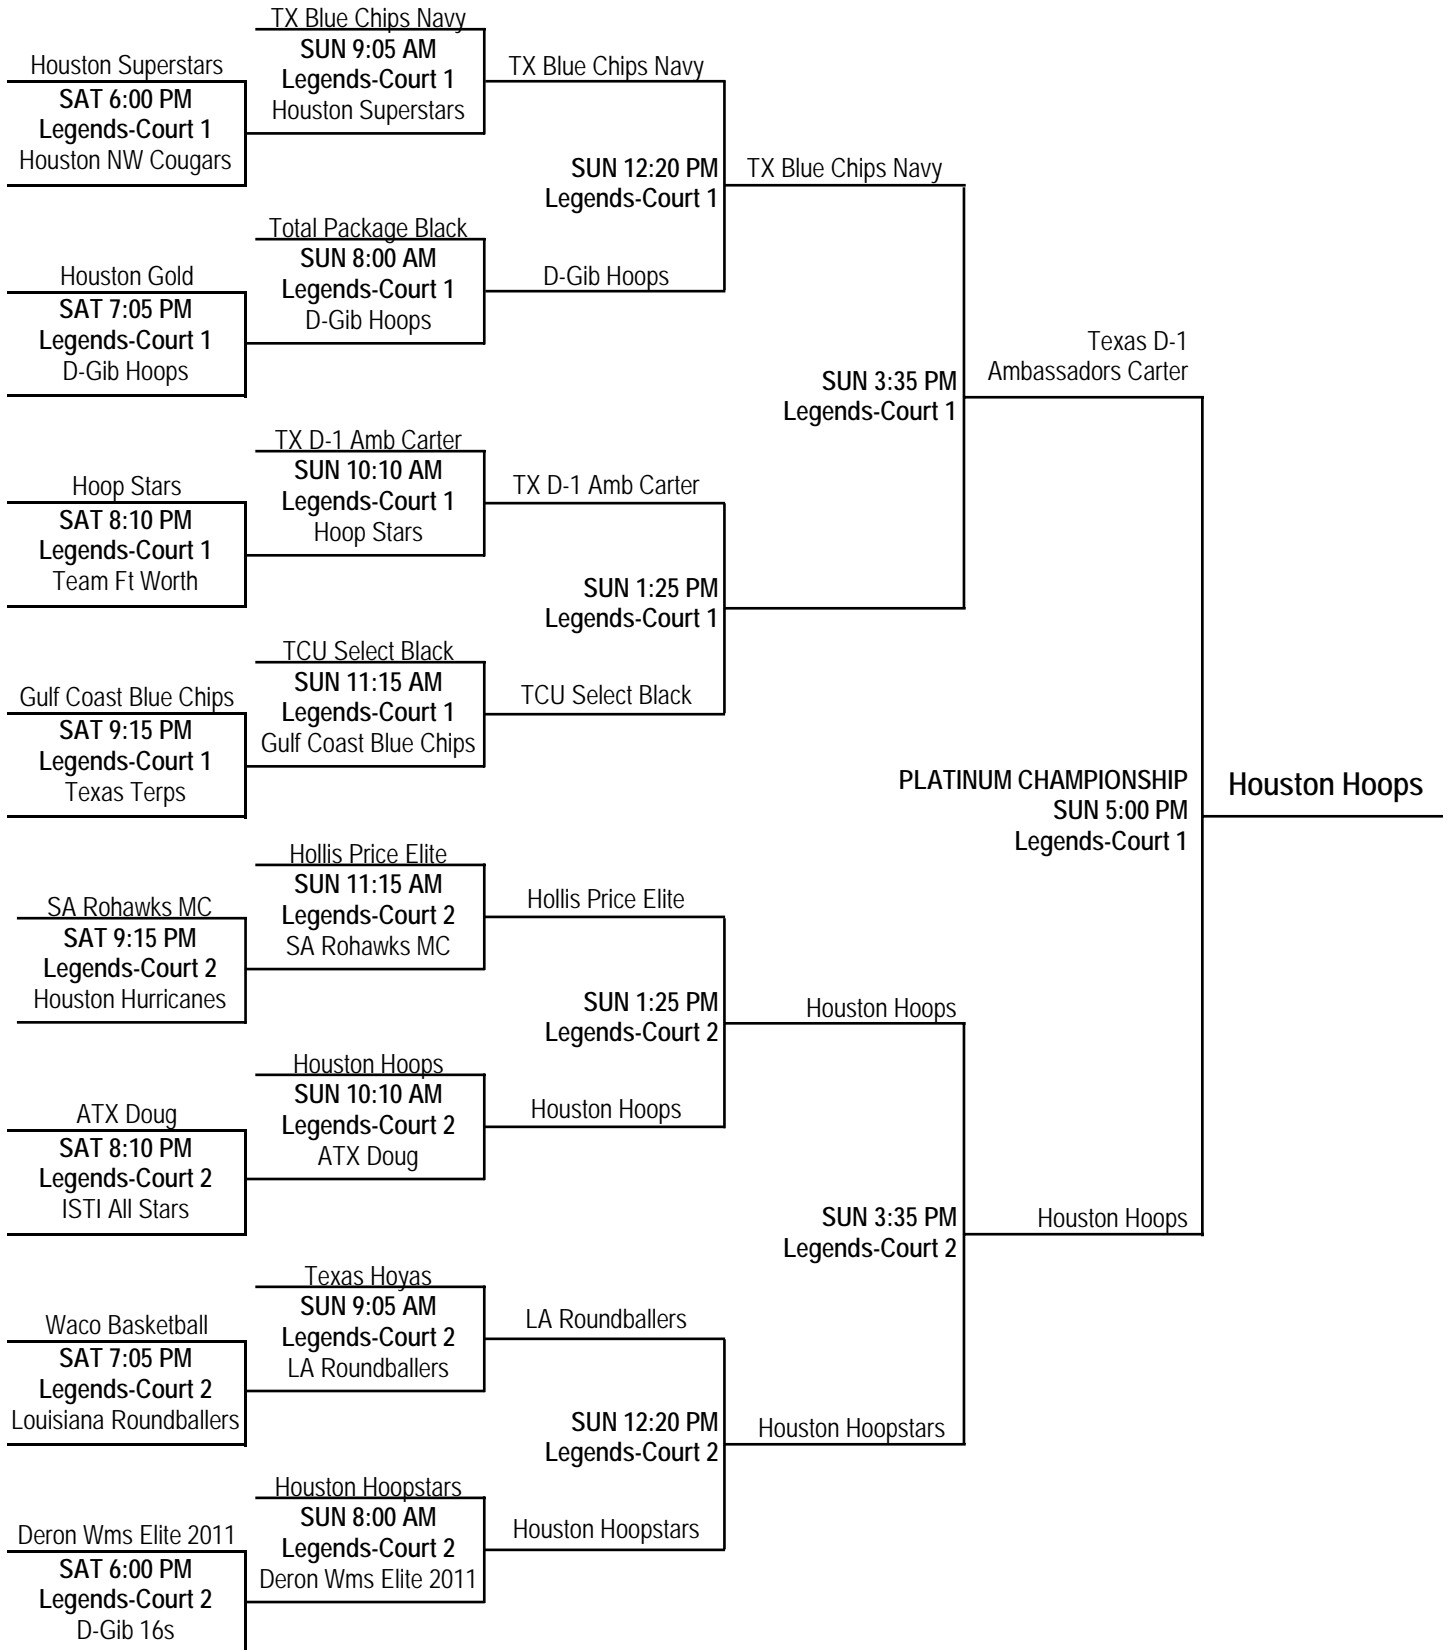 TX Blue Chips Navy
SUN 9:05 AM
Legends-Court 1
Houston Superstars
Houston Superstars
SAT 6:00 PM
Legends-Court 1
Houston NW Cougars
TX Blue Chips Navy
SUN 12:20 PM
Legends-Court 1
TX Blue Chips Navy
Total Package Black
SUN 8:00 AM
Legends-Court 1
D-Gib Hoops
Houston Gold
SAT 7:05 PM
Legends-Court 1
D-Gib Hoops
D-Gib Hoops
Texas D-1
Ambassadors Carter
SUN 3:35 PM
Legends-Court 1
TX D-1 Amb Carter
SUN 10:10 AM
Legends-Court 1
Hoop Stars
Hoop Stars
SAT 8:10 PM
Legends-Court 1
Team Ft Worth
TX D-1 Amb Carter
SUN 1:25 PM
Legends-Court 1
TCU Select Black
SUN 11:15 AM
Legends-Court 1
Gulf Coast Blue Chips
Gulf Coast Blue Chips
SAT 9:15 PM
Legends-Court 1
Texas Terps
TCU Select Black
PLATINUM CHAMPIONSHIP
SUN 5:00 PM
Legends-Court 1
Houston Hoops
Hollis Price Elite
SUN 11:15 AM
Legends-Court 2
SA Rohawks MC
SA Rohawks MC
SAT 9:15 PM
Legends-Court 2
Houston Hurricanes
Hollis Price Elite
SUN 1:25 PM
Legends-Court 2
Houston Hoops
Houston Hoops
SUN 10:10 AM
Legends-Court 2
ATX Doug
ATX Doug
SAT 8:10 PM
Legends-Court 2
ISTI All Stars
Houston Hoops
SUN 3:35 PM
Legends-Court 2
Houston Hoops
Texas Hoyas
SUN 9:05 AM
Legends-Court 2
LA Roundballers
Waco Basketball
SAT 7:05 PM
Legends-Court 2
Louisiana Roundballers
LA Roundballers
SUN 12:20 PM
Legends-Court 2
Houston Hoopstars
Houston Hoopstars
SUN 8:00 AM
Legends-Court 2
Deron Wms Elite 2011
Deron Wms Elite 2011
SAT 6:00 PM
Legends-Court 2
D-Gib 16s
Houston Hoopstars